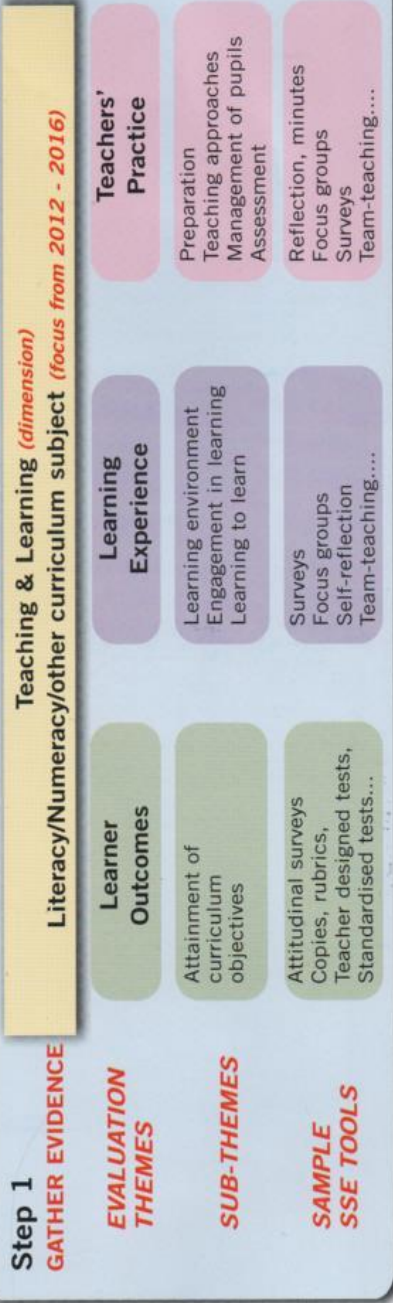 Step 1
GATHER EVIDENCE
Teaching & Learning (dimension)
Literacy/Numeracy/other curriculum subject (focus from 2012 - 2016)
EVALUATION
THEMES
Learner
Outcomes
Learning
Experience
Teachers'
Practice
SUB-THEMES
Attainment of
curriculum
objectives
Learning environment
Engagement in learning
Learning to learn
Preparation
Teaching approaches
Management of pupils
Assessment
SAMPLE
SSE TOOLS
Attitudinal surveys
Copies, rubrics,
Teacher designed tests,
Standardised tests...
Surveys
Focus groups
Self-reflection
Team-teaching....
Reflection, minutes
Focus groups
Surveys
Team-teaching....